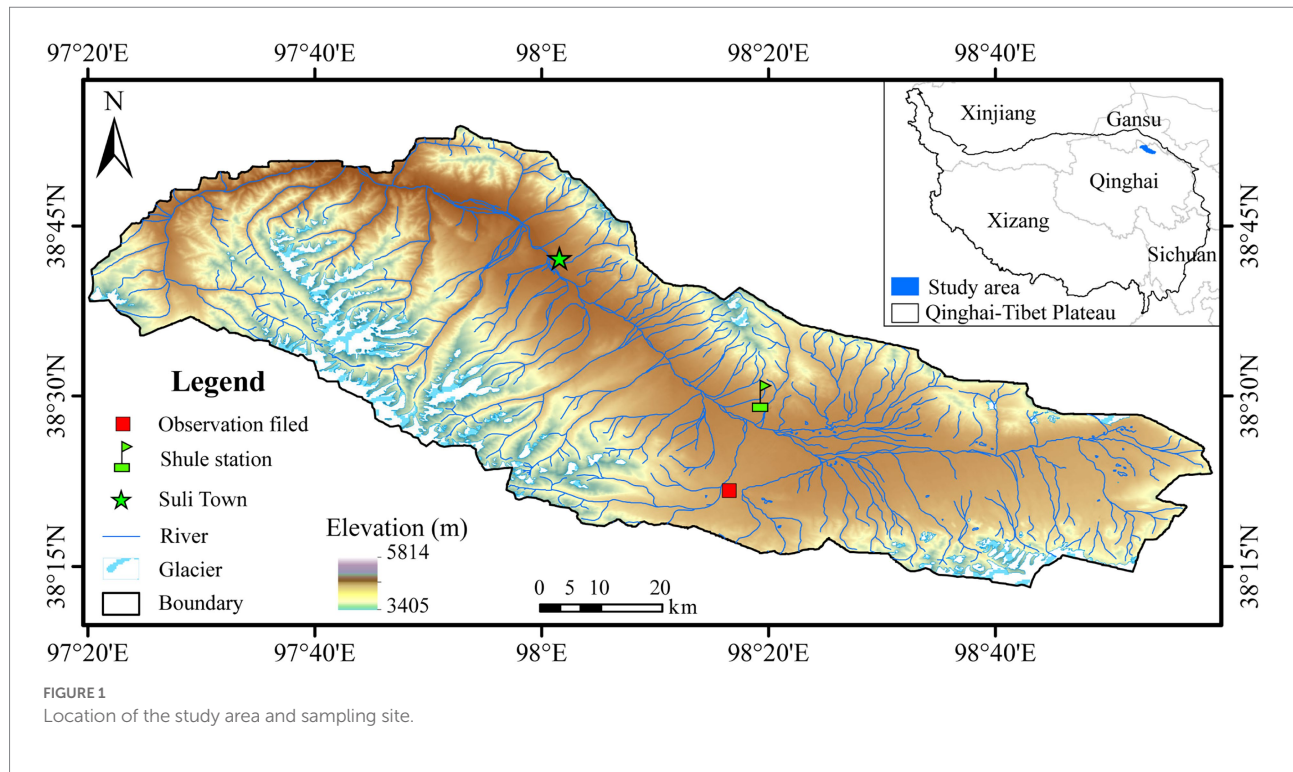 97°20'E 97°40'E 98°E 98°20'E 98°40'E
N
Xinjiang
Gansu
Qinghai
Xizang
Sichuan
Study area
Qinghai-Tibet Plateau
38°45'N
38°30'N
38°15'N
38°45'N
38°30'N
38°15'N
Legend
Observation filed
Shule station
Suli Town
River
Glacier
Boundary
Elevation (m)
5814
3405
0 5 10 20
km
97°20'E 97°40'E 98°E 98°20'E 98°40'E
FIGURE 1
Location of the study area and sampling site.